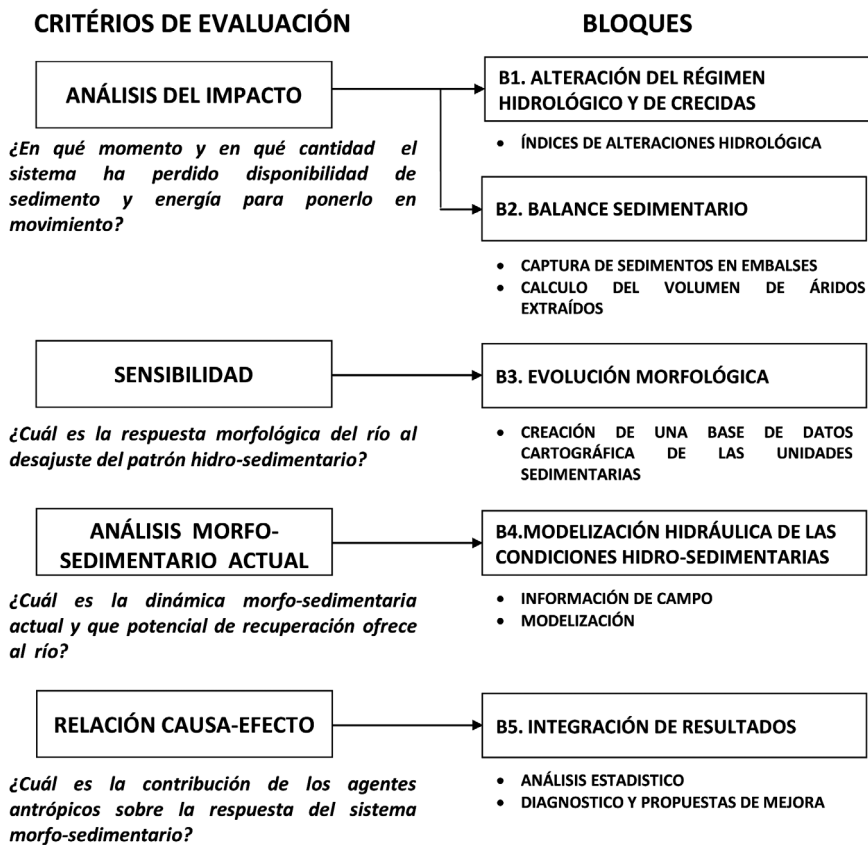 CRITÉRIOS DE EVALUACIÓN
BLOQUES
ANÁLISIS DEL IMPACTO
¿En qué momento y en qué cantidad el
sistema ha perdido disponibilidad de
sedimento y energía para ponerlo en
movimiento?
B1. ALTERACIÓN DEL RÉGIMEN
HIDROLÓGICO Y DE CRECIDAS
• ÍNDICES DE ALTERACIONES HIDROLÓGICA
B2. BALANCE SEDIMENTARIO
• CAPTURA DE SEDIMENTOS EN EMBALSES
• CALCULO DEL VOLUMEN DE ÁRIDOS
EXTRAÍDOS
SENSIBILIDAD
¿Cuál es la respuesta morfológica del río al
desajuste del patrón hidro-sedimentario?
B3. EVOLUCIÓN MORFOLÓGICA
• CREACIÓN DE UNA BASE DE DATOS
CARTOGRÁFICA DE LAS UNIDADES
SEDIMENTARIAS
ANÁLISIS MORFO-
SEDIMENTARIO ACTUAL
¿Cuál es la dinámica morfo-sedimentaria
actual y que potencial de recuperación ofrece
al río?
B4.MODELIZACIÓN HIDRÁULICA DE LAS
CONDICIONES HIDRO-SEDIMENTARIAS
• INFORMACIÓN DE CAMPO
• MODELIZACIÓN
RELACIÓN CAUSA-EFECTO
¿Cuál es la contribución de los agentes
antrópicos sobre la respuesta del sistema
morfo-sedimentario?
B5. INTEGRACIÓN DE RESULTADOS
• ANÁLISIS ESTADISTICO
• DIAGNOSTICO Y PROPUESTAS DE MEJORA